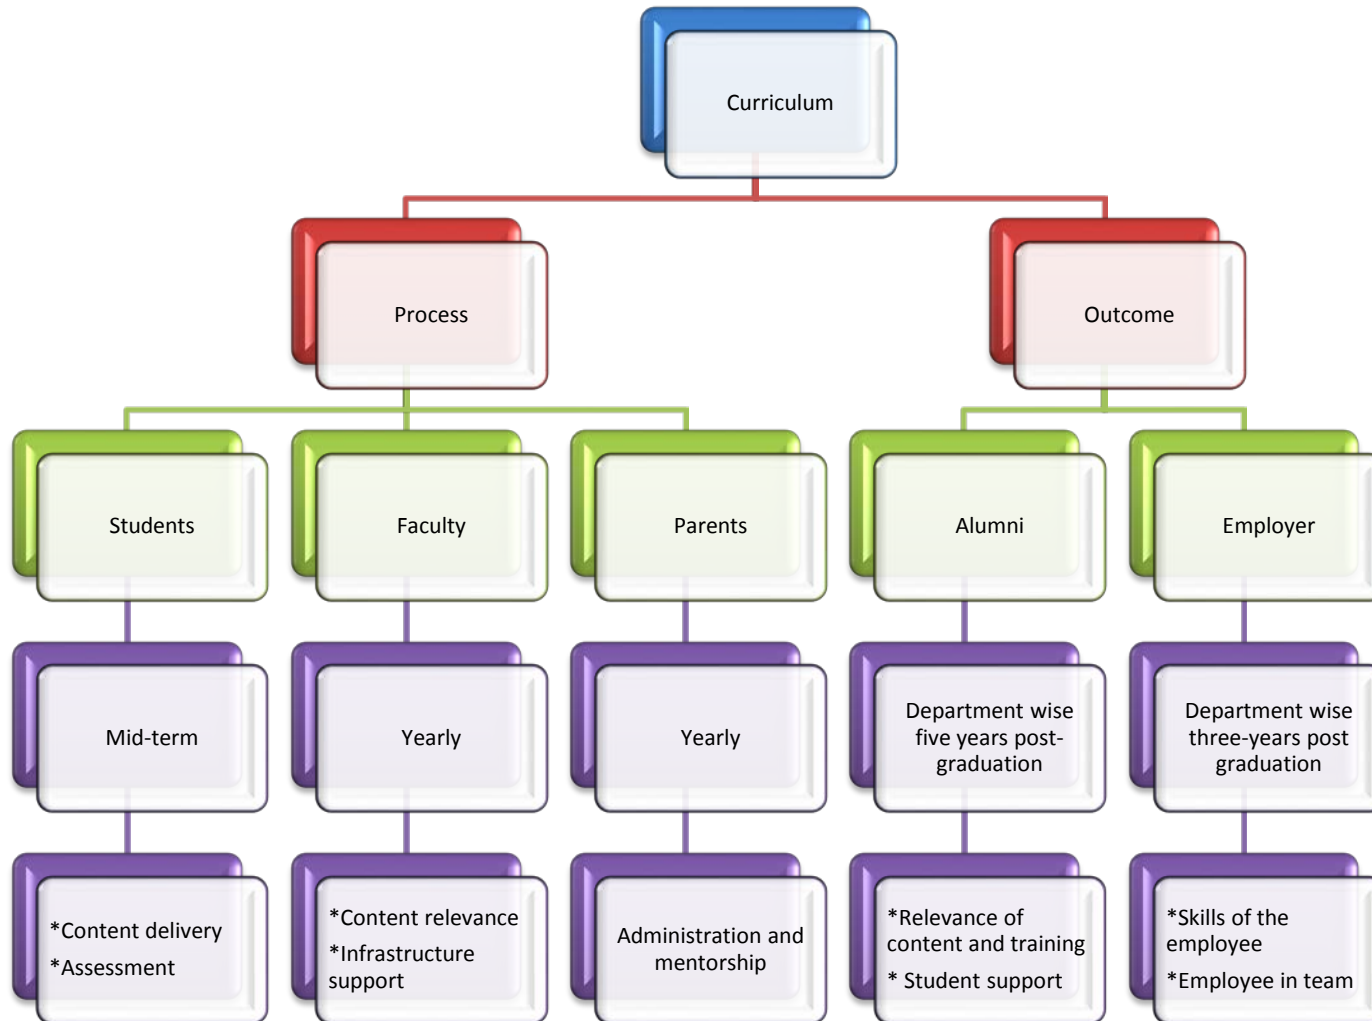 Curriculum
Process
Outcome
Students
Faculty
Parents
Alumni
Employer
Mid-term
Yearly
Yearly
Department wise
five years post-
graduation
Department wise
three-years post
graduation
*Content delivery
*Assessment
*Content relevance
*Infrastructure
support
Administration and
mentorship
*Relevance of
content and training
* Student support
*Skills of the
employee
*Employee in team